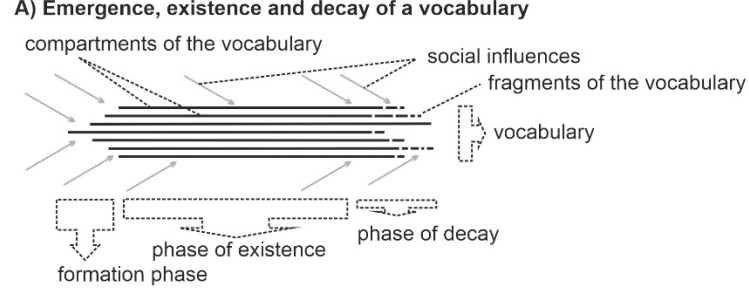 A) Emergence, existence and decay of a vocabulary
compartments of the vocabulary
social influences
fragments of the vocabulary
vocabulary
phase of decay
phase of existence
formation phase